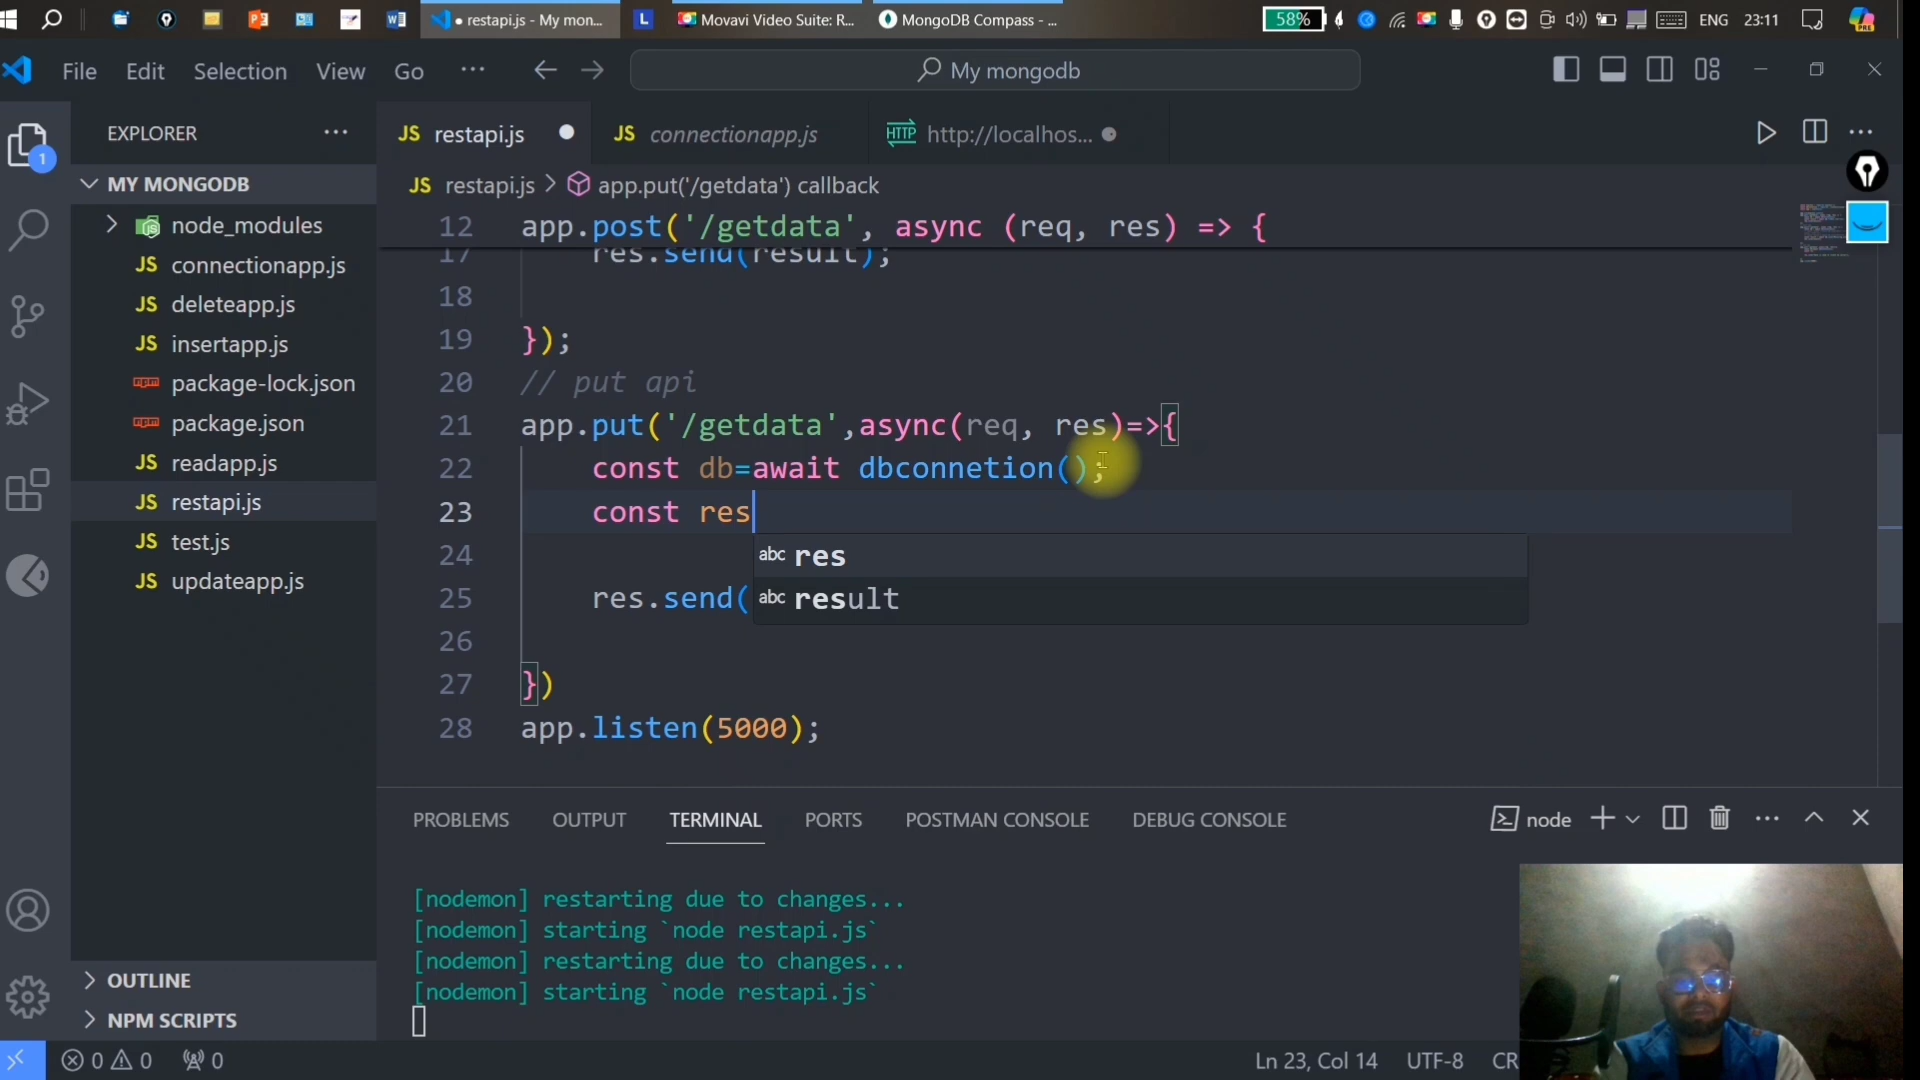 restapi.js - My mon...
L
Movavi Video Suite: R...
MongoDB Compass - ...
58%
ENG
23:11
PRE
File Edit Selection View Go ...
My mongodb
EXPLORER
1
MY MONGODB
node_modules
JS connectionapp.js
JS deleteapp.js
JS insertapp.js
package-lock.json
package.json
JS readapp.js
JS restapi.js
JS test.js
JS updateapp.js
OUTLINE
NPM SCRIPTS
JS restapi.js
JS connectionapp.js
HTTP http://localhos...
JS restapi.js > app.put('/getdata') callback
12 app.post('/getdata', async (req, res) => {
17 res.send(result);
18
19 });
20 // put api
21 app.put('/getdata',async(req, res)=>{
22 const db=await dbconnetion();
23 const res
abc res
24
25 res.send(
abc result
26
27 })
28 app.listen(5000);
PROBLEMS OUTPUT TERMINAL PORTS POSTMAN CONSOLE DEBUG CONSOLE
node
[nodemon] restarting due to changes...
[nodemon] starting `node restapi.js`
[nodemon] restarting due to changes...
[nodemon] starting `node restapi.js`
0 0 0
Ln 23, Col 14 UTF-8 CR